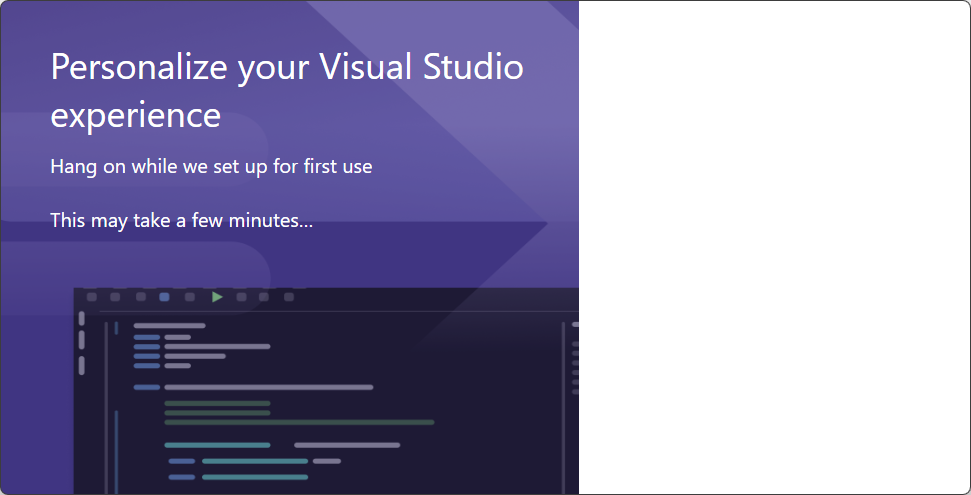 Personalize your Visual Studio
experience
Hang on while we set up for first use
This may take a few minutes...